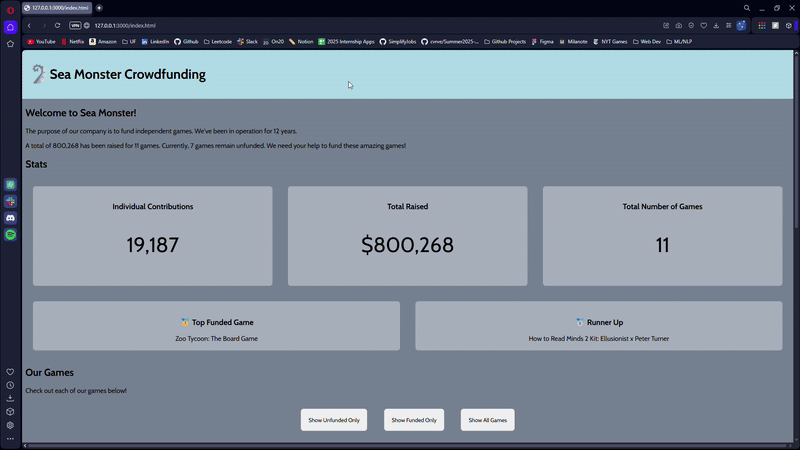 127.0.0.1:3000/index.html
VPN 127.0.0.1:3000/index.html
YouTube Netflix Amazon UF LinkedIn Github Leetcode Slack On20 Notion 2025 Internship Apps SimplifyJobs cvrve/Summer2025-... Github Projects Figma Milanote NYT Games Web Dev ML/NLP
Sea Monster Crowdfunding
Welcome to Sea Monster!
The purpose of our company is to fund independent games. We've been in operation for 12 years.
A total of 800,268 has been raised for 11 games. Currently, 7 games remain unfunded. We need your help to fund these amazing games!
Stats
Individual Contributions
19,187
Total Raised
$800,268
Total Number of Games
11
Top Funded Game
Zoo Tycoon: The Board Game
Runner Up
How to Read Minds 2 Kit: Ellusionist x Peter Turner
Our Games
Check out each of our games below!
Show Unfunded Only
Show Funded Only
Show All Games